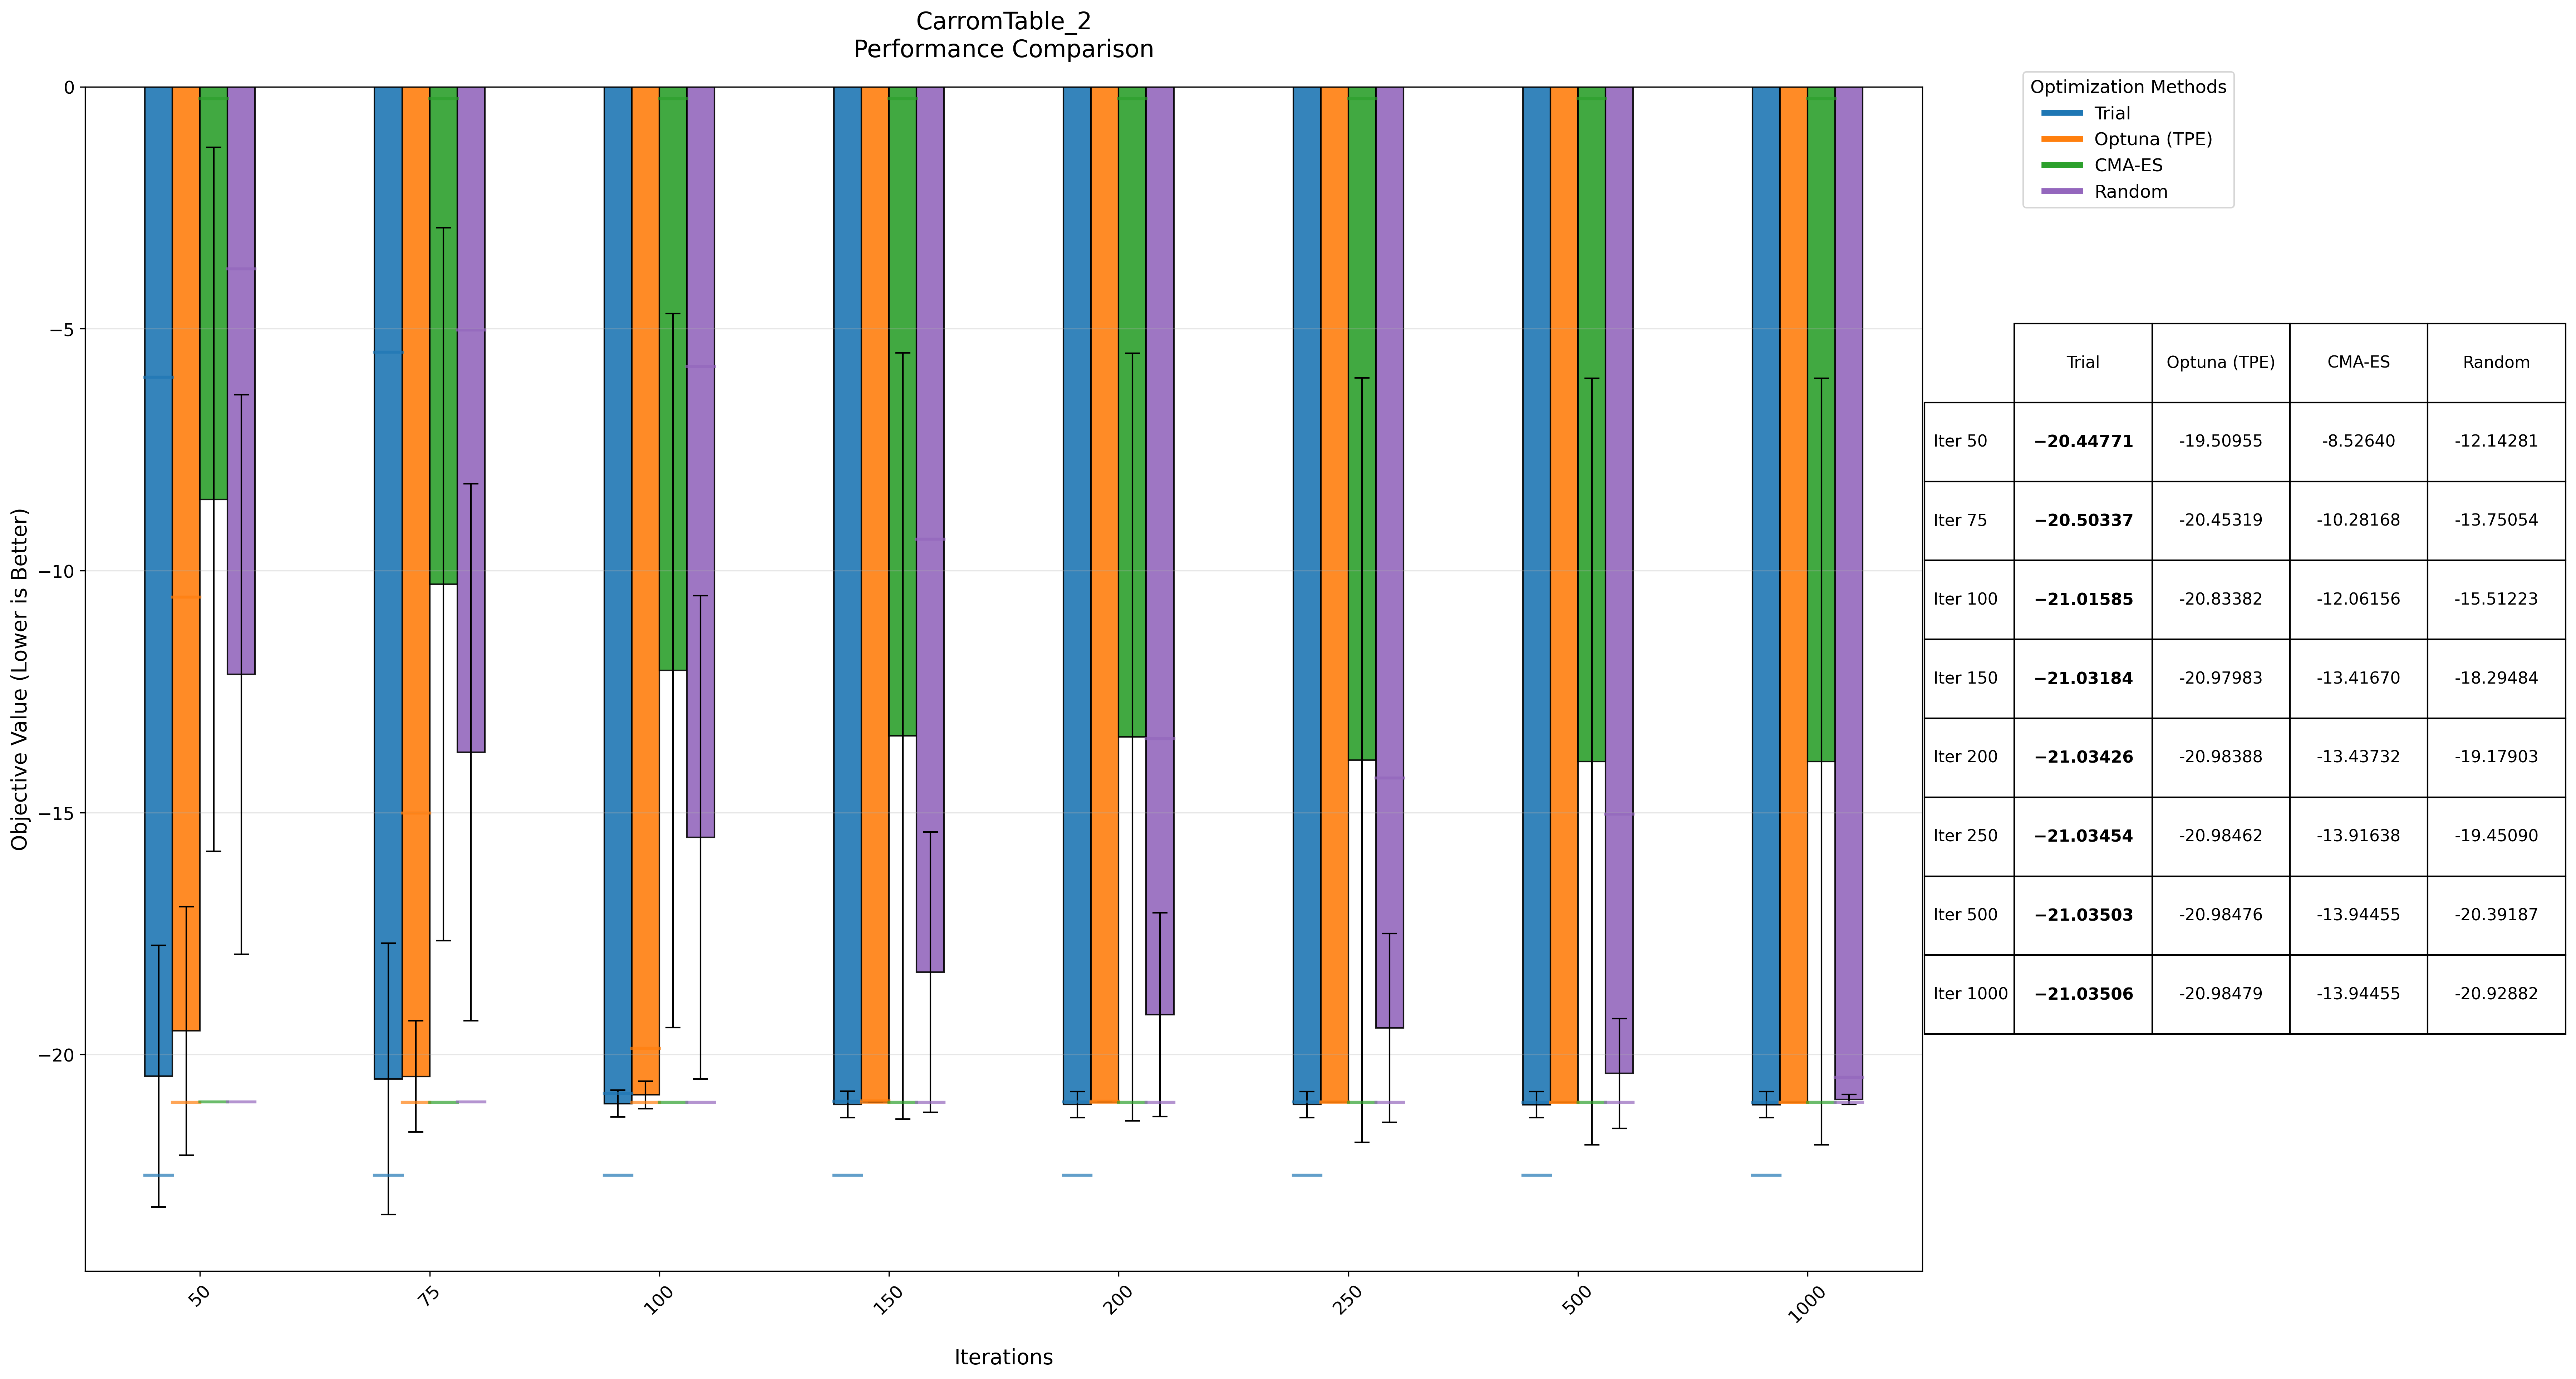 CarromTable_2
Performance Comparison
Objective Value (Lower is Better)
0
−5
−10
−15
−20
50
75
100
150
200
250
500
1000
Iterations
Optimization Methods
Trial
Optuna (TPE)
CMA-ES
Random
Trial Optuna (TPE) CMA-ES Random
Iter 50 −20.44771 -19.50955 -8.52640 -12.14281
Iter 75 −20.50337 -20.45319 -10.28168 -13.75054
Iter 100 −21.01585 -20.83382 -12.06156 -15.51223
Iter 150 −21.03184 -20.97983 -13.41670 -18.29484
Iter 200 −21.03426 -20.98388 -13.43732 -19.17903
Iter 250 −21.03454 -20.98462 -13.91638 -19.45090
Iter 500 −21.03503 -20.98476 -13.94455 -20.39187
Iter 1000 −21.03506 -20.98479 -13.94455 -20.92882